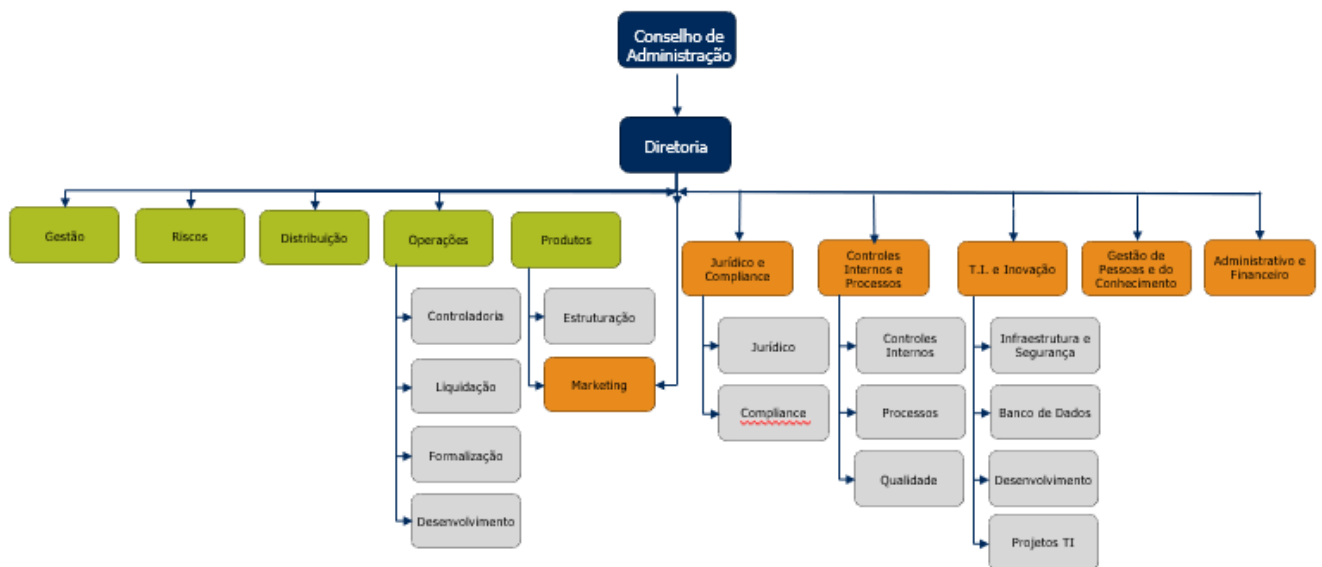 Conselho de
Administração
Diretoria
Gestão
Riscos
Distribuição
Operações
Produtos
Jurídico e
Compliance
Controles
Internos e
Processos
T.I. e Inovação
Gestão de
Pessoas e do
Conhecimento
Administrativo e
Financeiro
Controladoria
Liquidação
Formalização
Desenvolvimento
Estruturação
Marketing
Jurídico
Compliance
Controles
Internos
Processos
Qualidade
Infraestrutura e
Segurança
Banco de Dados
Desenvolvimento
Projetos TI